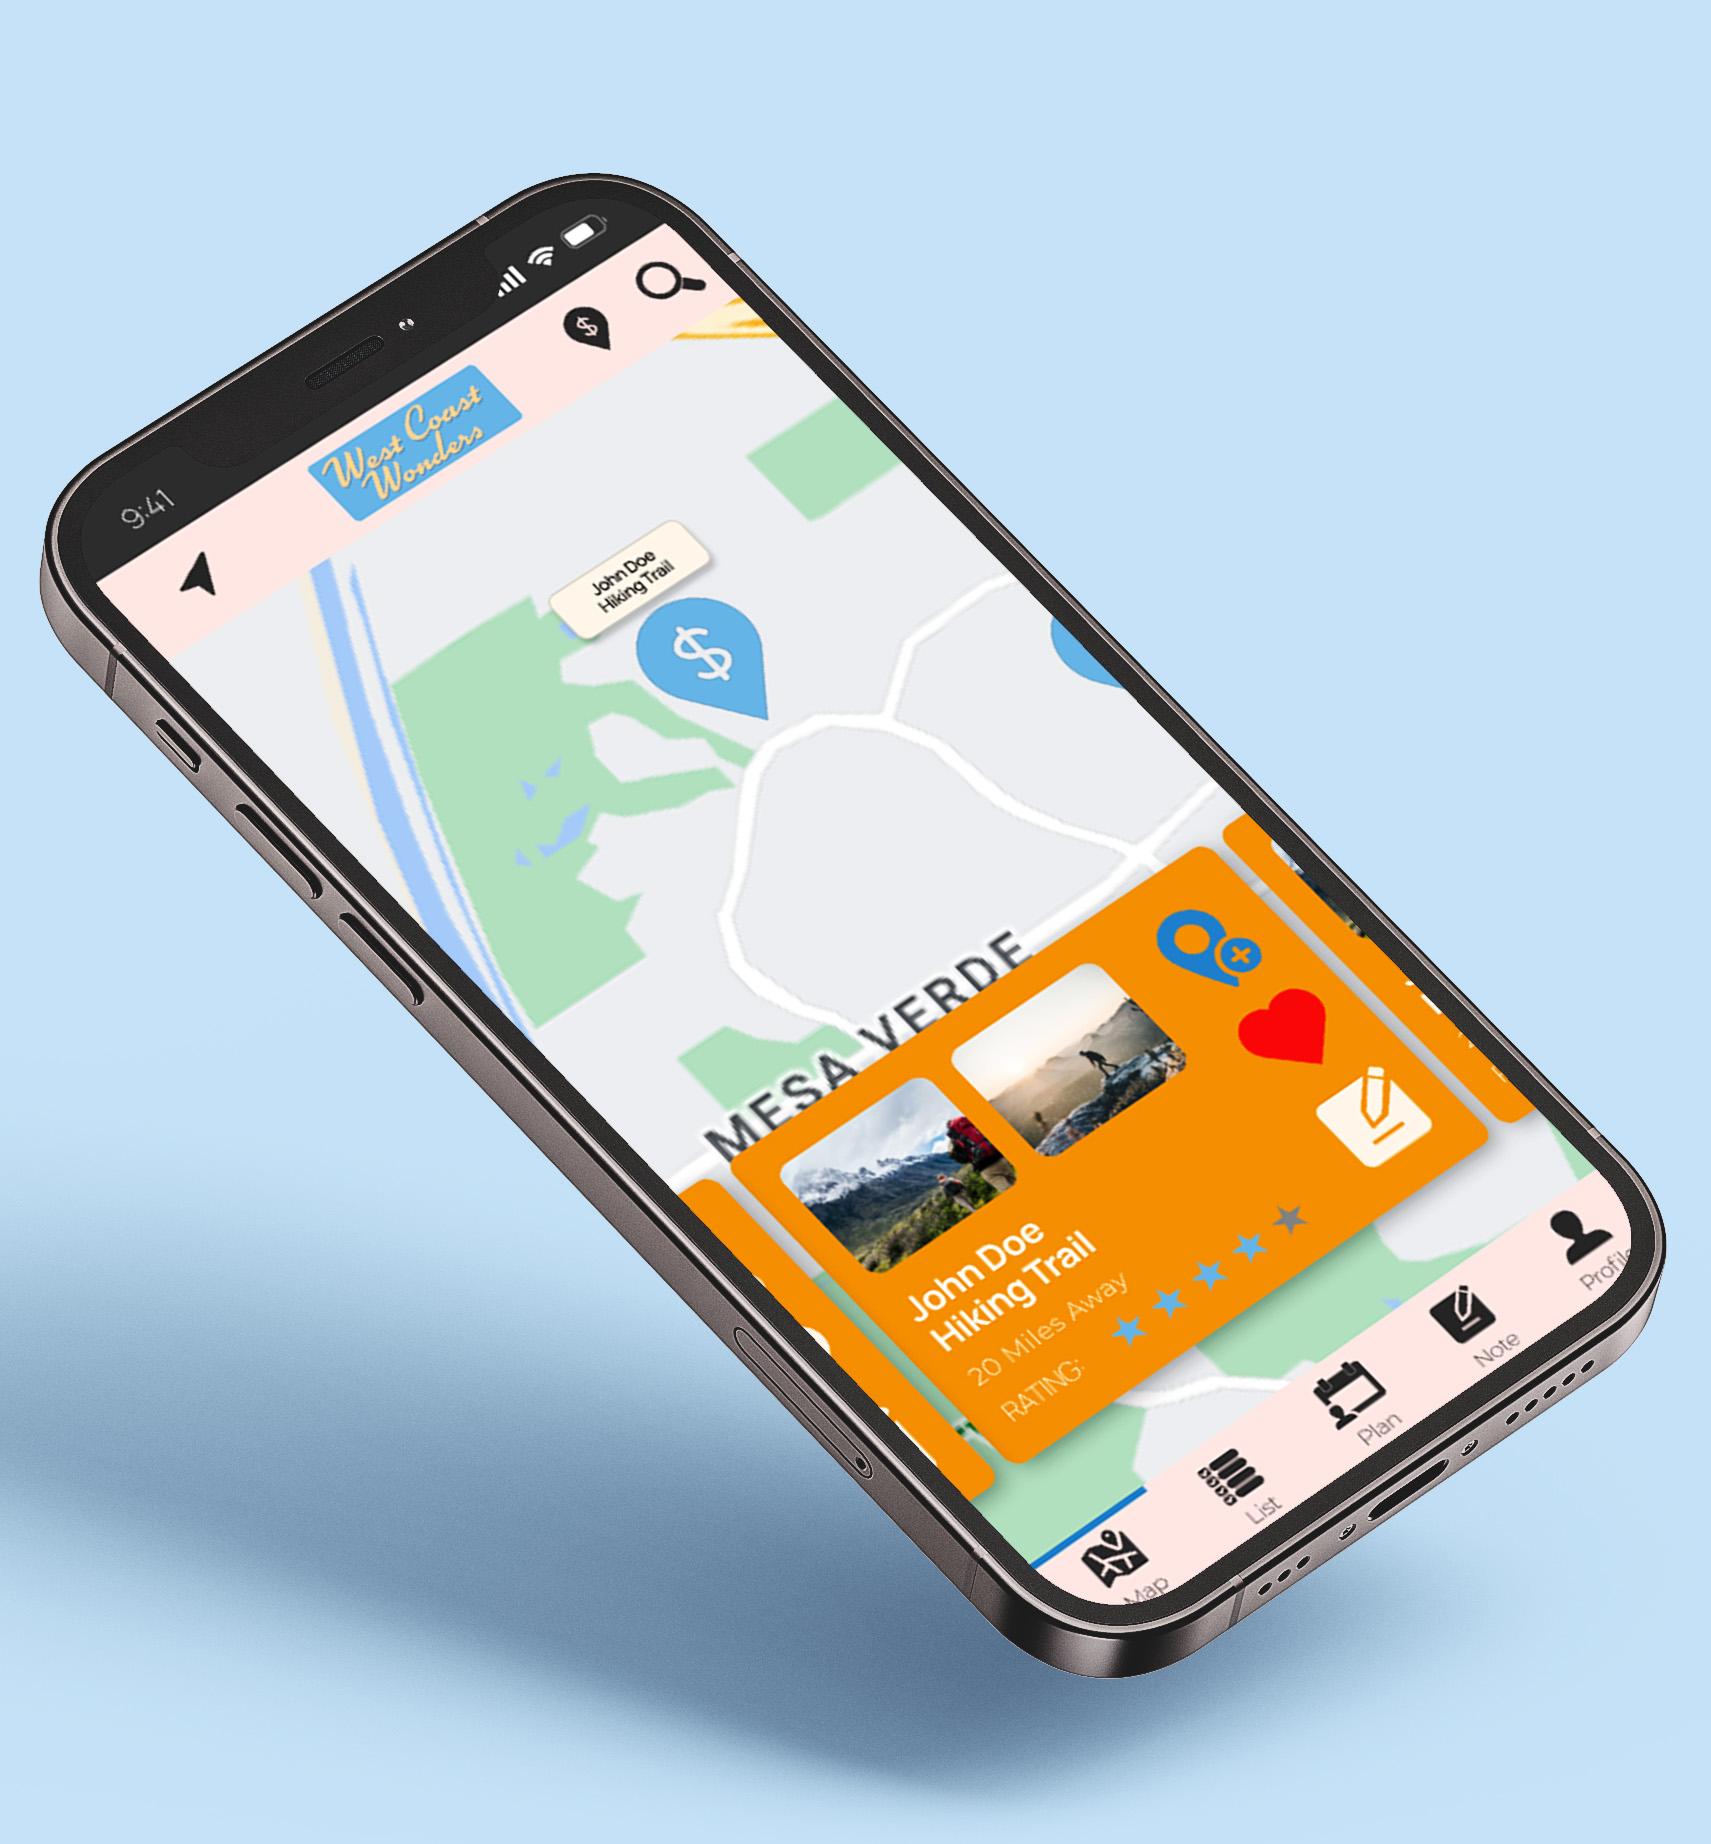 9:41
West Coast
Wonders
$
John Doe
Hiking Trail
$
MESA VERDE
John Doe
Hiking Trail
20 Miles Away
RATING:
Map
List
Plan
Note
Profile